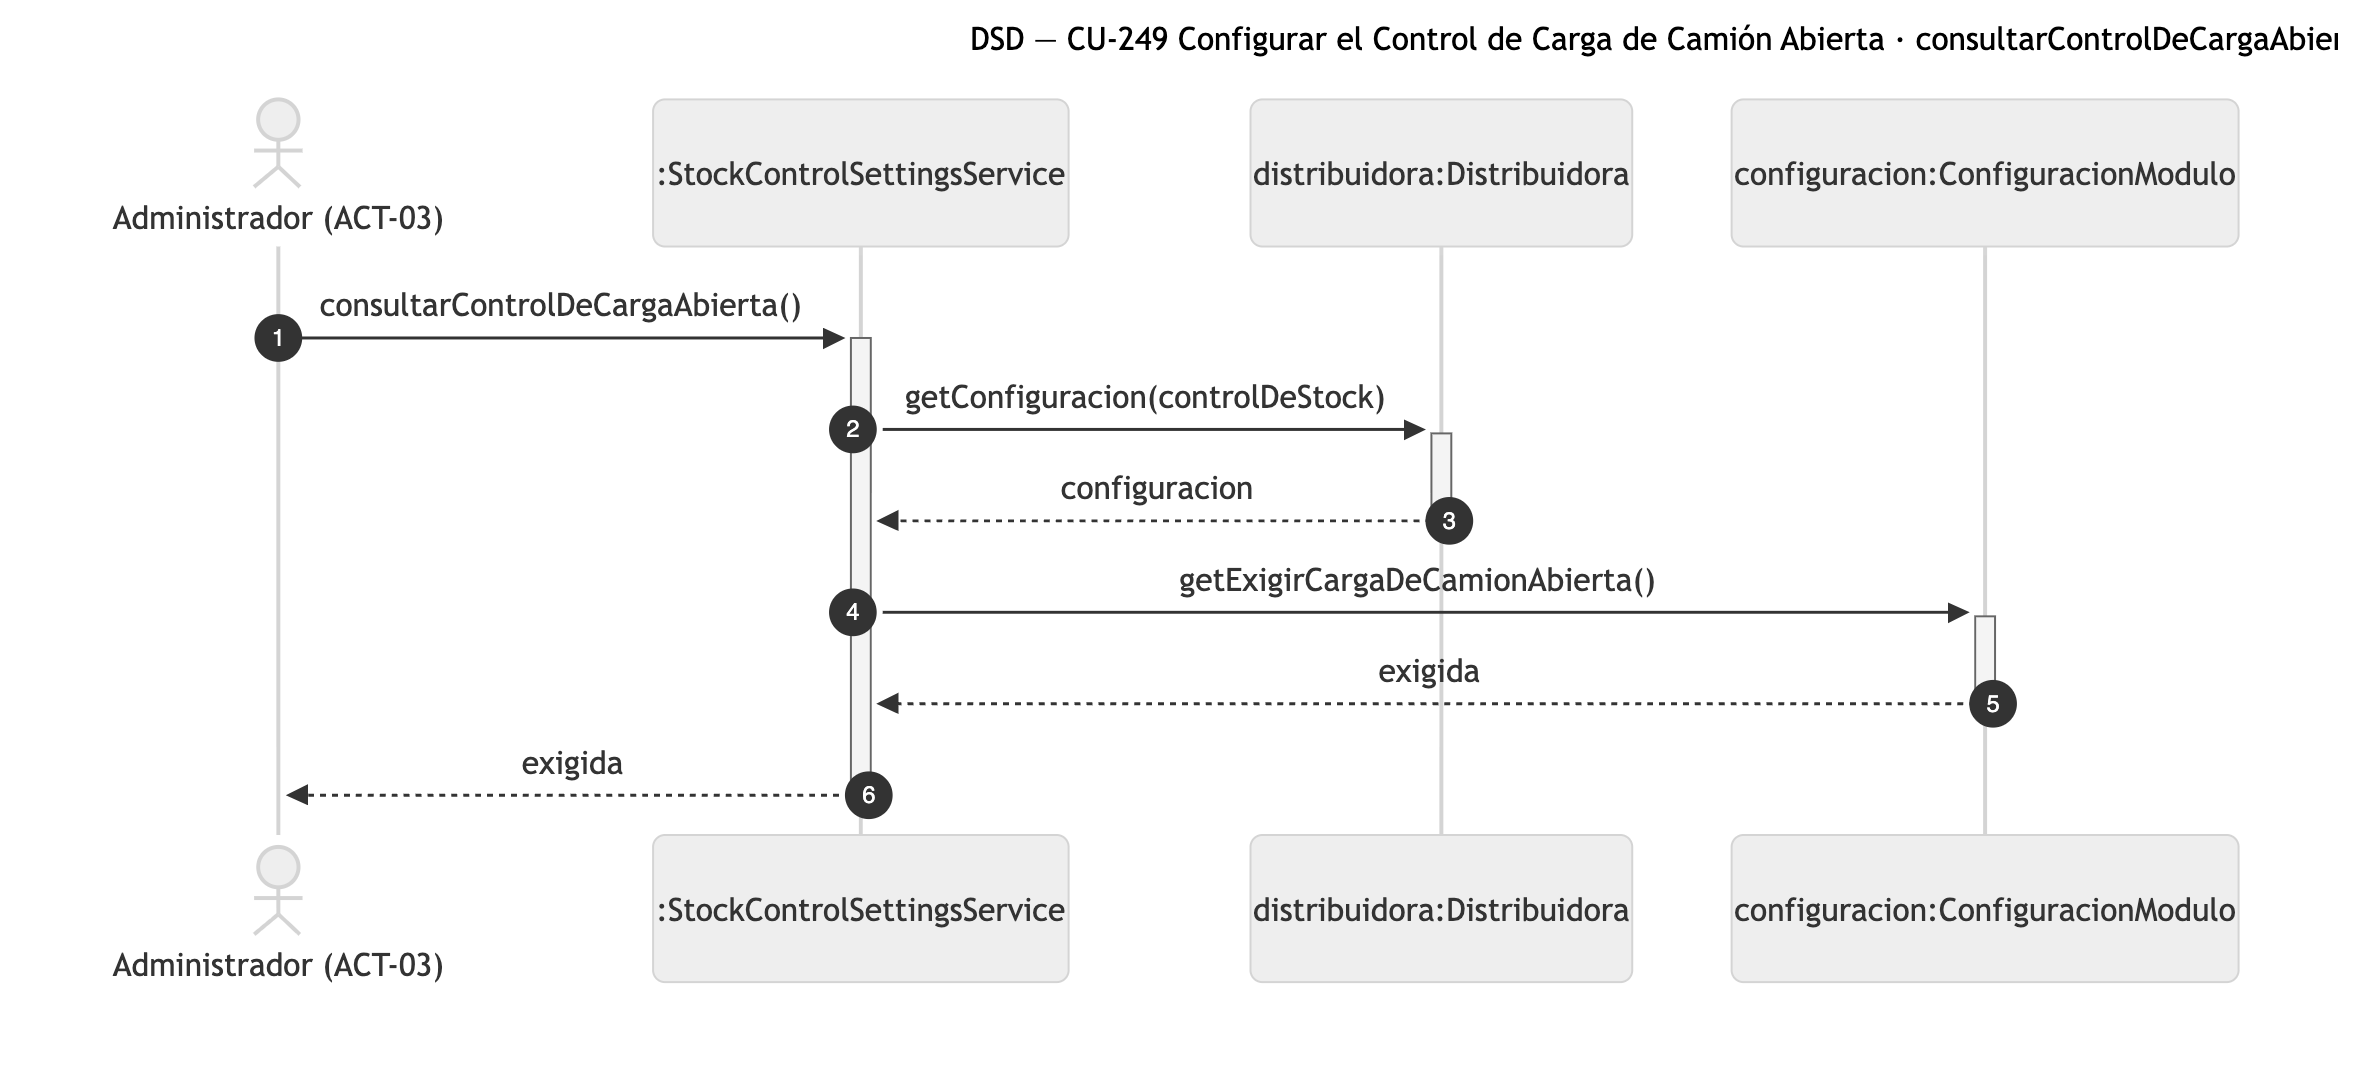 DSD — CU-249 Configurar el Control de Carga de Camión Abierta · consultarControlDeCargaAbier
Administrador (ACT-03)
:StockControlSettingsService
distribuidora:Distribuidora
configuracion:ConfiguracionModulo
consultarControlDeCargaAbierta()
1
getConfiguracion(controlDeStock)
2
configuracion
3
getExigirCargaDeCamionAbierta()
4
exigida
5
exigida
6
Administrador (ACT-03)
:StockControlSettingsService
distribuidora:Distribuidora
configuracion:ConfiguracionModulo